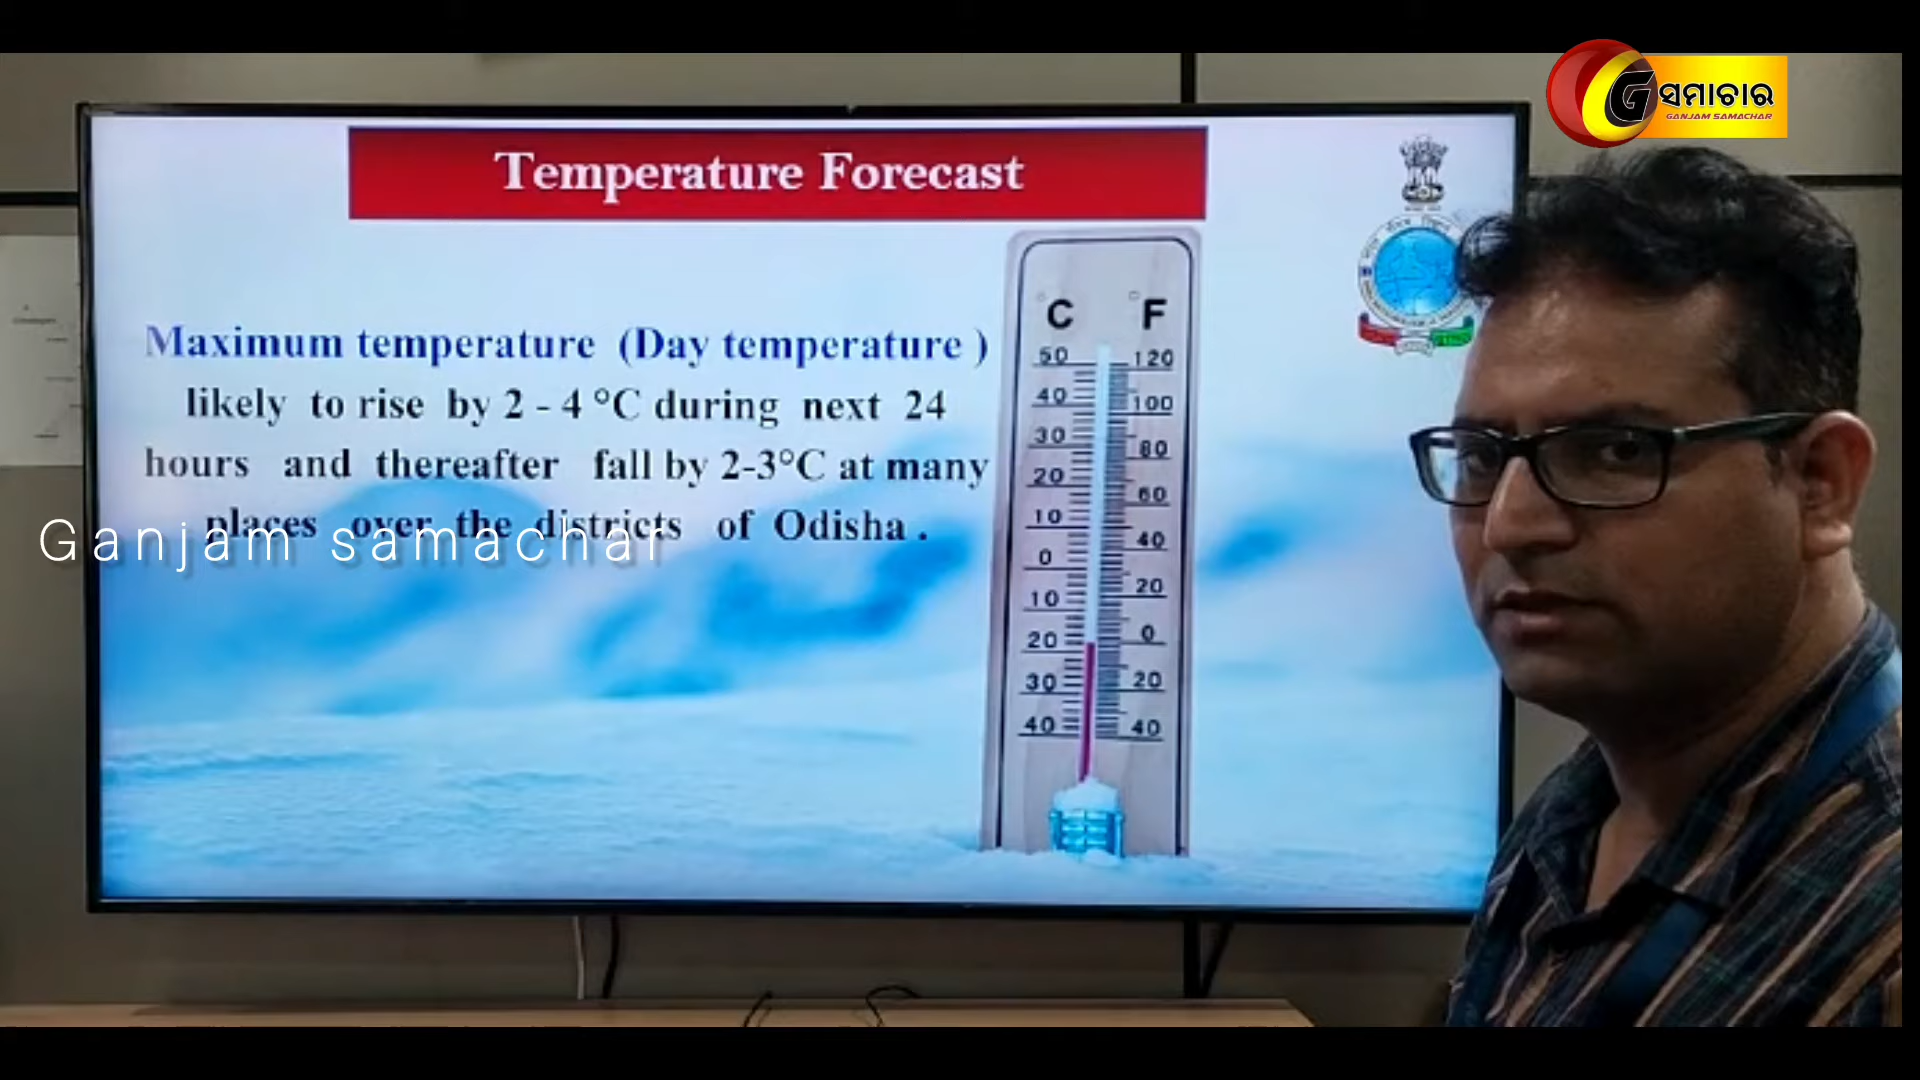 ସମାଚାର
GANJAM SAMACHAR
Temperature Forecast
Maximum temperature (Day temperature )
likely to rise by 2 - 4 °C during next 24
hours and thereafter fall by 2-3°C at many
places over the districts of Odisha .
Ganjam samachar
°C °F
50 120
40 100
30 80
20 60
10 40
0 20
10 0
20 20
30 40
40